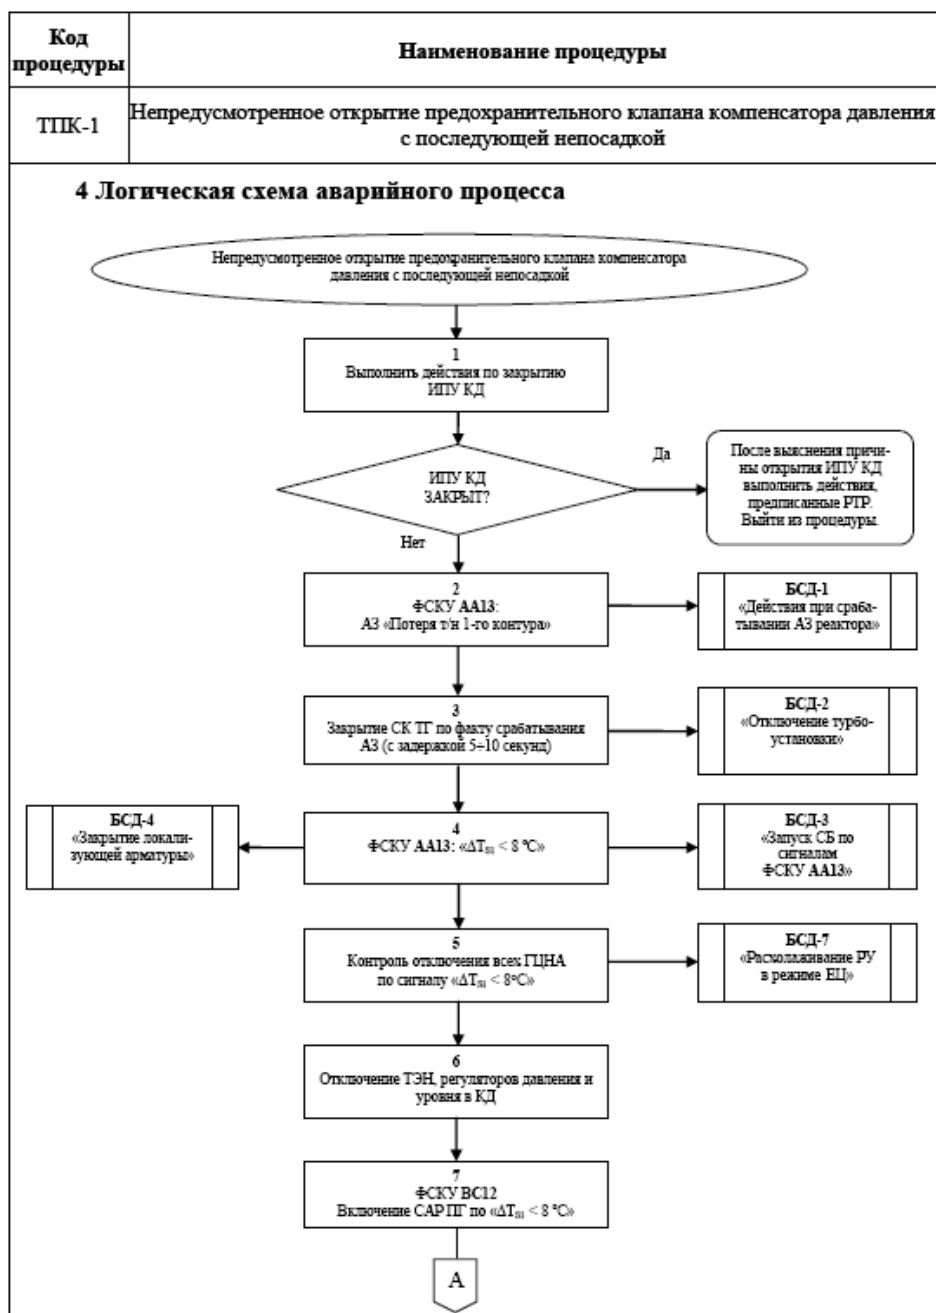 Код
процедуры
Наименование процедуры
ТПК-1
Непредусмотренное открытие предохранительного клапана компенсатора давления
с последующей непосадкой
4 Логическая схема аварийного процесса
Непредусмотренное открытие предохранительного клапана компенсатора
давления с последующей непосадкой
1
Выполнить действия по закрытию
ИПУ КД
ИПУ КД
ЗАКРЫТ?
Да
После выяснения причи-
ны открытия ИПУ КД
выполнить действия,
предписанные РТР.
Выйти из процедуры.
Нет
2
ФСКУ АА13:
АЗ «Потеря т/н 1-го контура»
БСД-1
«Действия при сраба-
тывании АЗ реактора»
3
Закрытие СК ТГ по факту срабатывания
АЗ (с задержкой 5÷10 секунд)
БСД-2
«Отключение турбо-
установки»
БСД-4
«Закрытие локали-
зующей арматуры»
4
ФСКУ АА13: «ΔTS1 < 8 °С»
БСД-3
«Запуск СБ по
сигналам
ФСКУ АА13»
5
Контроль отключения всех ГЦНА
по сигналу «ΔTS1 < 8°С»
БСД-7
«Расхолаживание РУ
в режиме ЕЦ»
6
Отключение ТЭН, регуляторов давления и
уровня в КД
7
ФСКУ ВС12
Включение САР ПГ по «ΔTS1 < 8 °С»
А